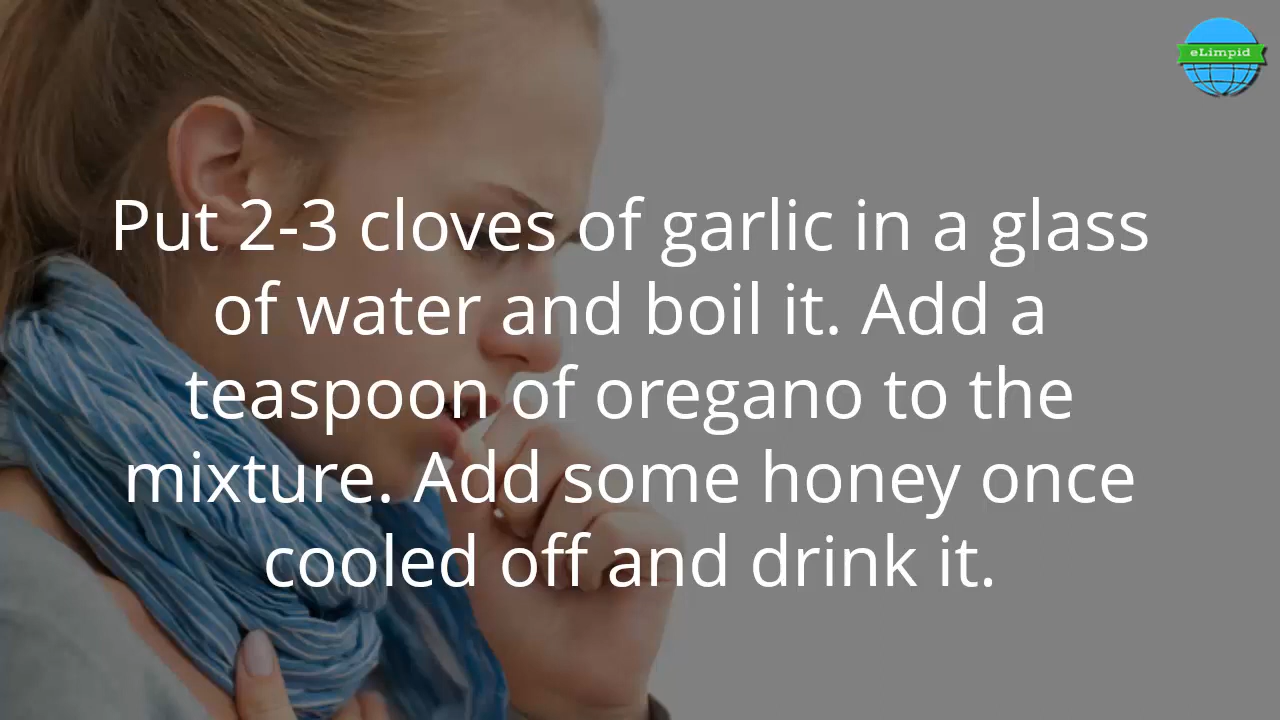 eLimpid
Put 2-3 cloves of garlic in a glass
of water and boil it. Add a
teaspoon of oregano to the
mixture. Add some honey once
cooled off and drink it.